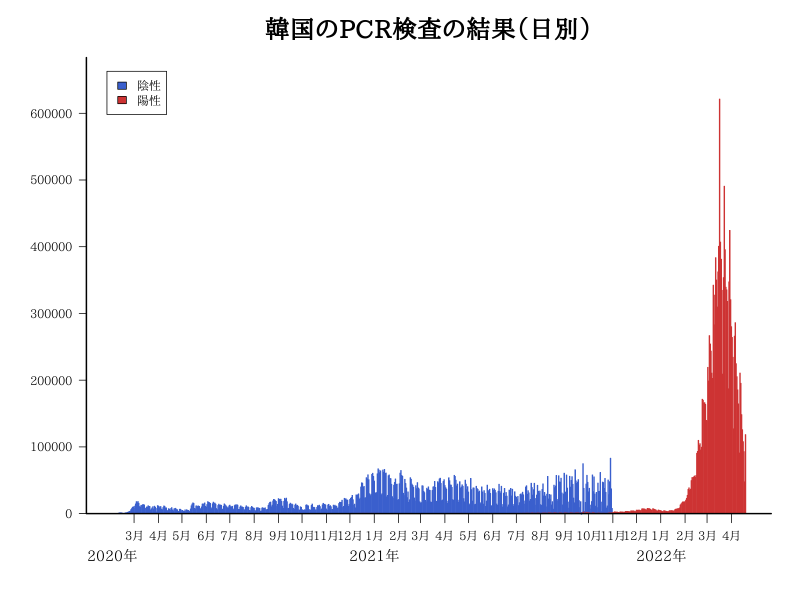 韓国のPCR検査の結果（日別）
陰性
陽性
600000
500000
400000
300000
200000
100000
0
3月 4月 5月 6月 7月 8月 9月 10月 11月 12月 1月 2月 3月 4月 5月 6月 7月 8月 9月 10月 11月 12月 1月 2月 3月 4月
2020年 2021年 2022年